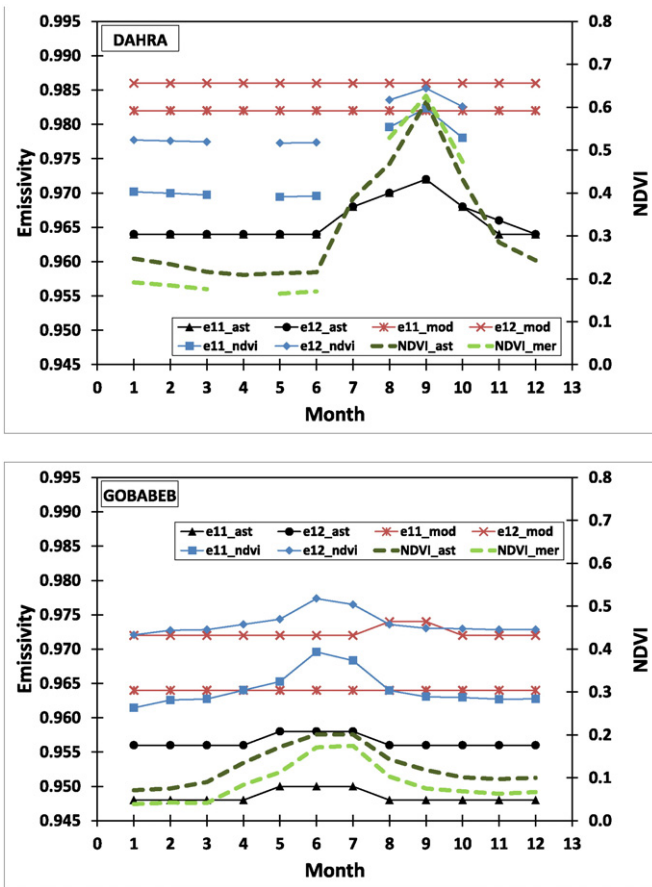 DAHRA
0.995
0.990
0.985
0.980
0.975
0.970
0.965
0.960
0.955
0.950
0.945
Emissivity
0.8
0.7
0.6
0.5
0.4
0.3
0.2
0.1
0.0
NDVI
e11_ast e12_ast e11_mod e12_mod
e11_ndvi e12_ndvi NDVI_ast NDVI_mer
0 1 2 3 4 5 6 7 8 9 10 11 12 13
Month
GOBABEB
0.995
0.990
0.985
0.980
0.975
0.970
0.965
0.960
0.955
0.950
0.945
Emissivity
0.8
0.7
0.6
0.5
0.4
0.3
0.2
0.1
0.0
NDVI
e11_ast e12_ast e11_mod e12_mod
e11_ndvi e12_ndvi NDVI_ast NDVI_mer
0 1 2 3 4 5 6 7 8 9 10 11 12 13
Month